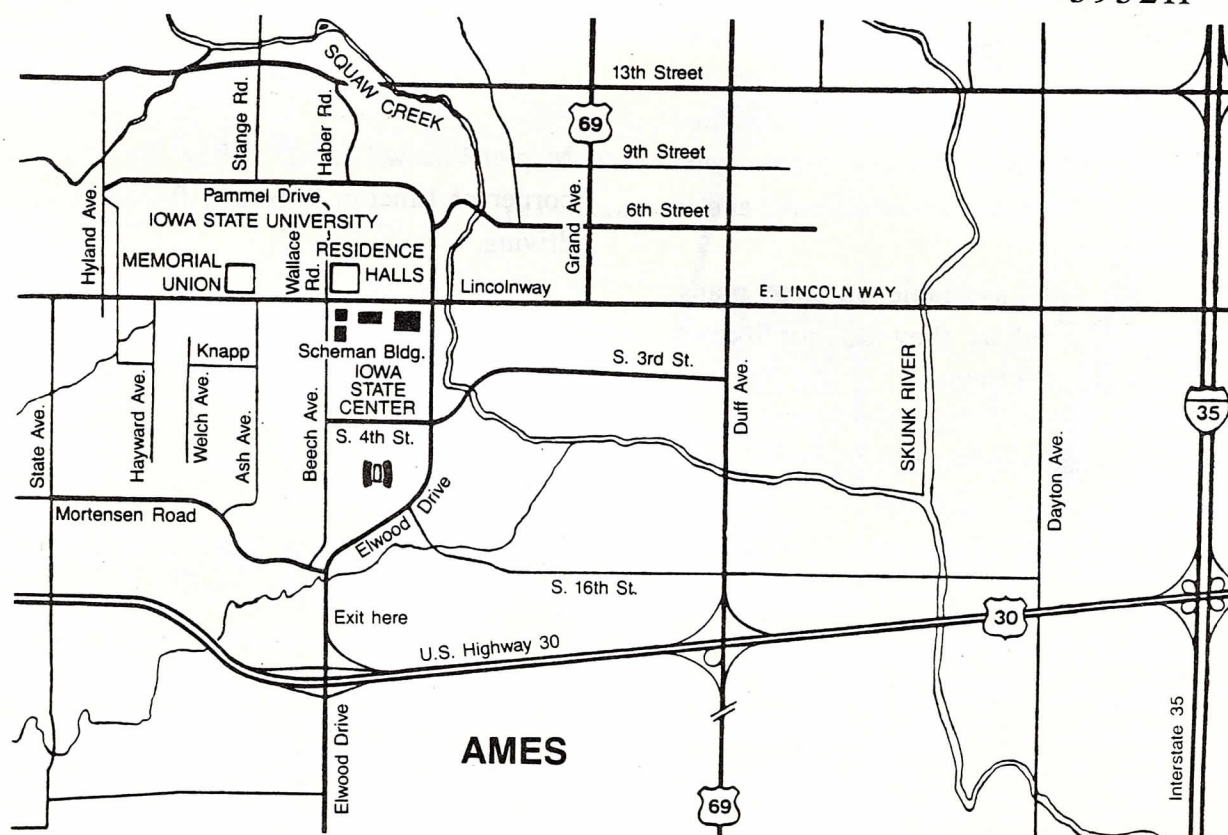 13th Street
SQUAW
CREEK
69
Stange Rd.
Haber Rd.
9th Street
Hyland Ave.
Pammel Drive
IOWA STATE UNIVERSITY
Grand Ave.
6th Street
MEMORIAL
UNION
Wallace
Rd.
RESIDENCE
HALLS
Lincolnway
E. LINCOLN WAY
State Ave.
Hayward Ave.
Knapp
Welch Ave.
Ash Ave.
Beech Ave.
Scheman Bldg.
IOWA
STATE
CENTER
S. 3rd St.
Duff Ave.
SKUNK RIVER
35
S. 4th St.
Dayton Ave.
Mortensen Road
Elwood Drive
S. 16th St.
Exit here
U.S. Highway 30
30
Elwood Drive
AMES
69
Interstate 35